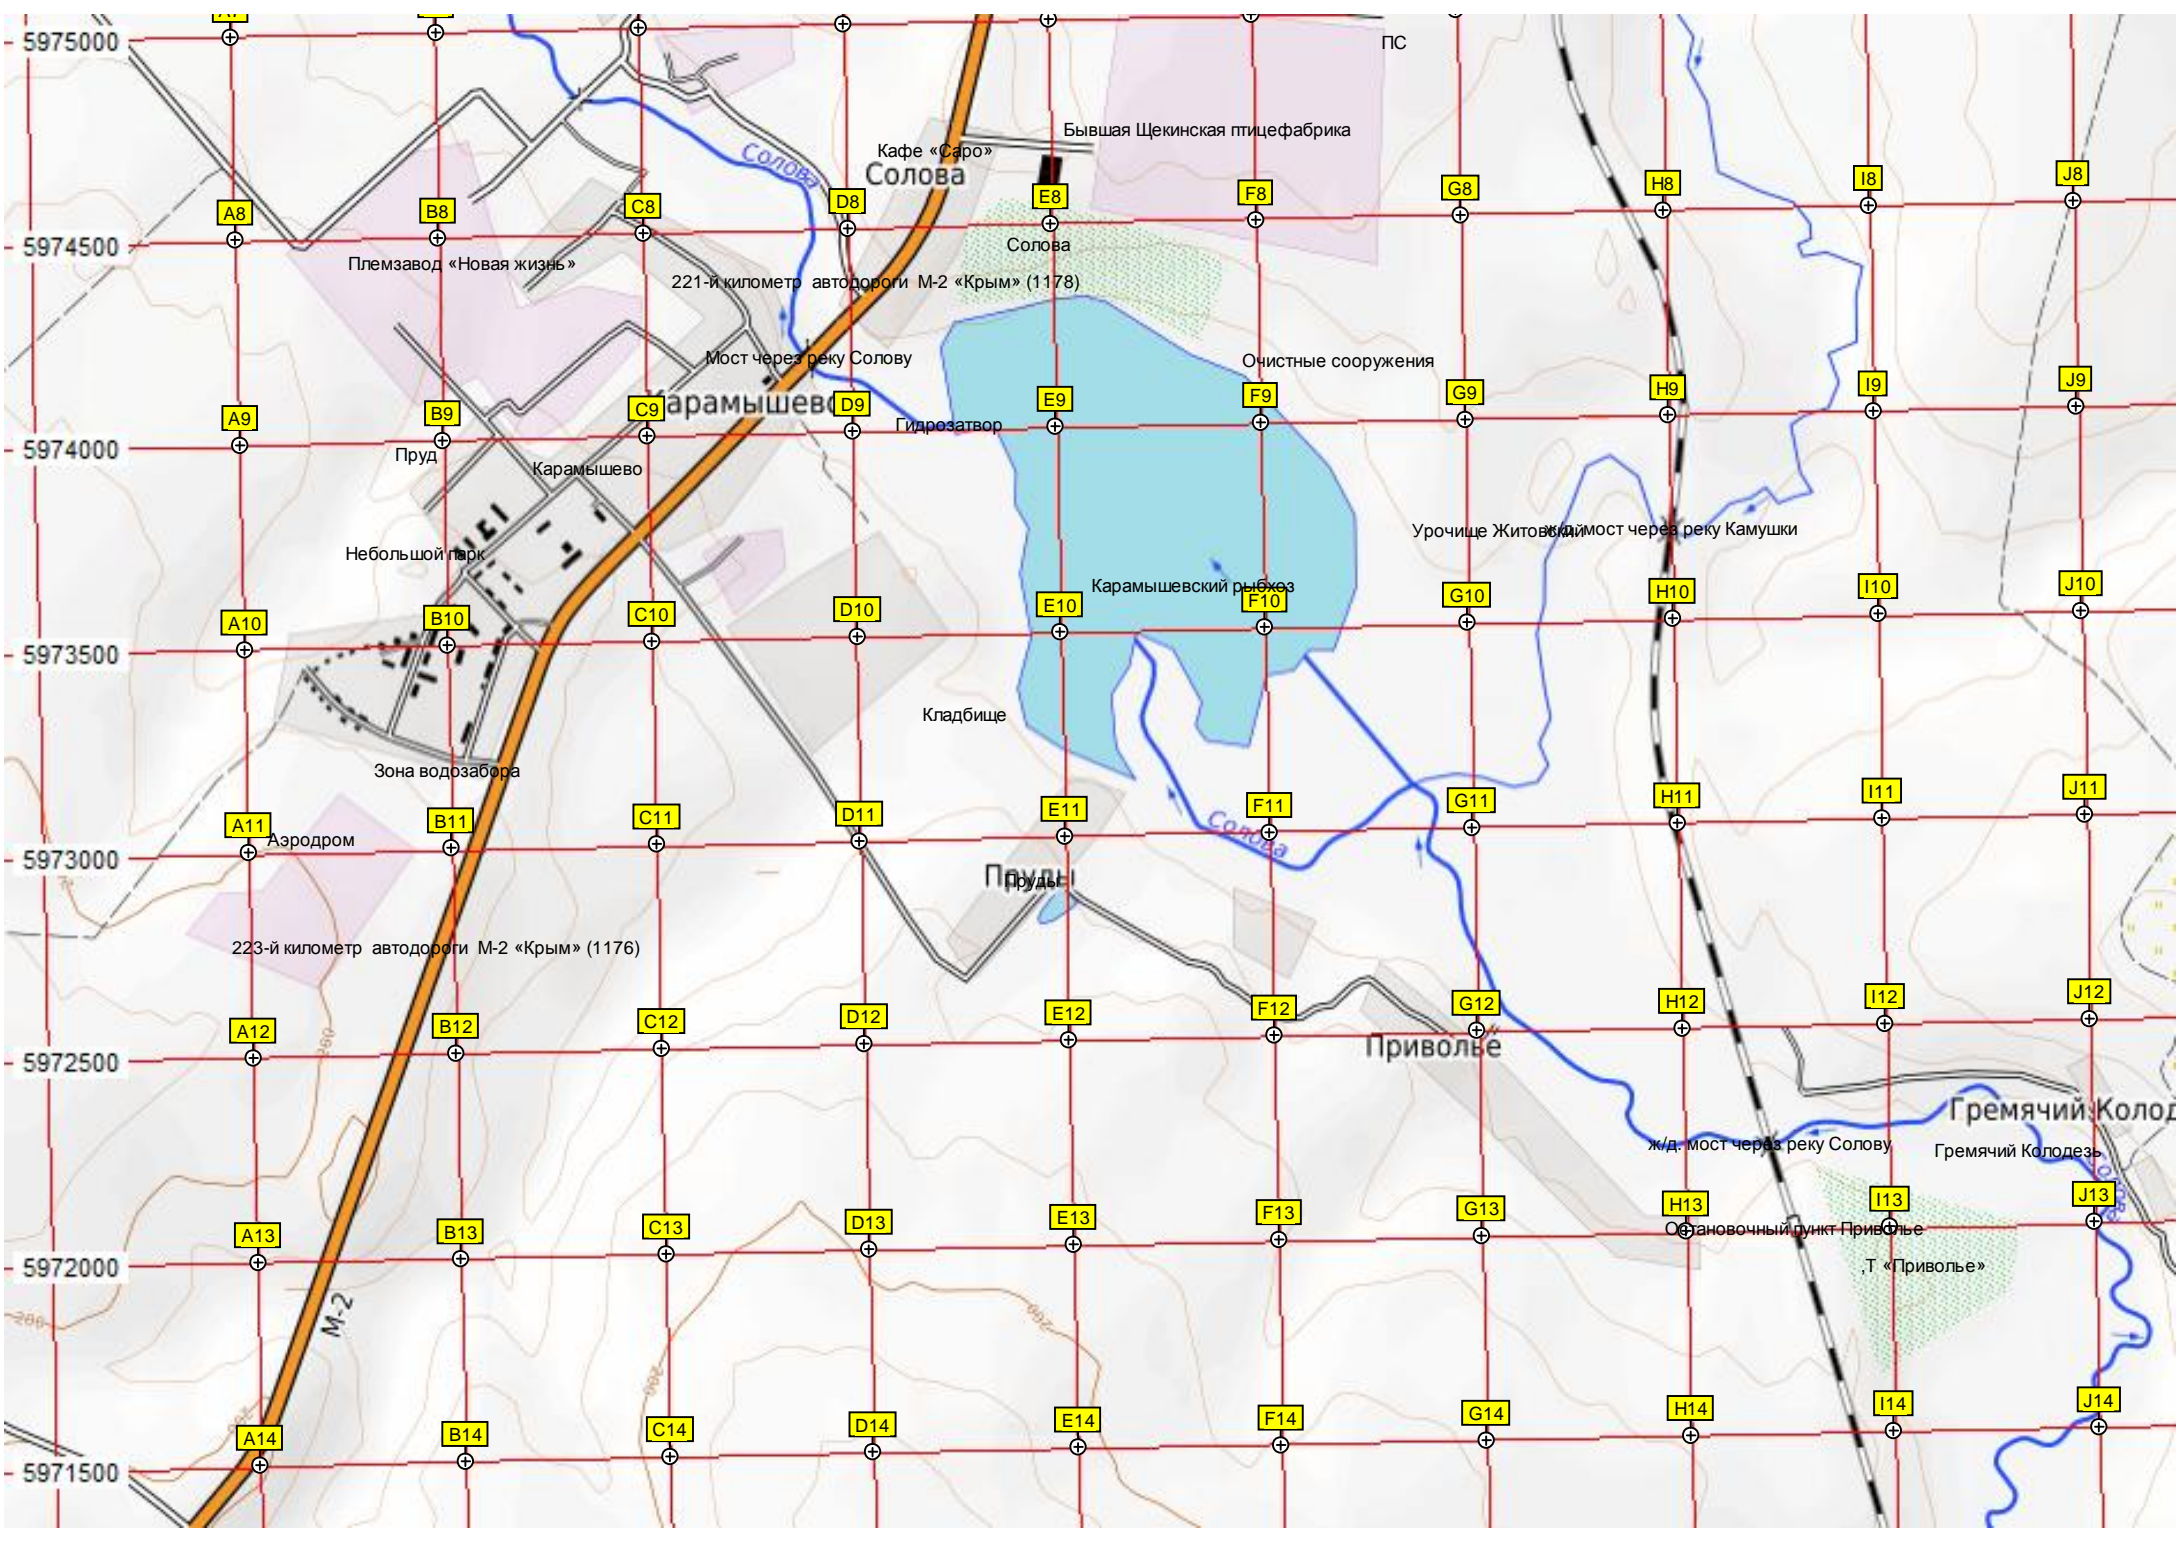 5975000
ПС
Бывшая Щекинская птицефабрика
Кафе «Саро»
Солова
Солова
A8 B8 C8 D8 E8 F8 G8 H8 I8 J8
5974500
Солова
Племзавод «Новая жизнь»
221-й километр автодороги М-2 «Крым» (1178)
Мост через реку Солову
Очистные сооружения
Карамышево
A9 B9 C9 D9 E9 F9 G9 H9 I9 J9
5974000
Гидрозатвор
Пруд
Карамышево
Урочище Житовский
ж/д. мост через реку Камушки
Небольшой парк
Карамышевский рыбхоз
A10 B10 C10 D10 E10 F10 G10 H10 I10 J10
5973500
Кладбище
Зона водозабора
A11 B11 C11 D11 E11 F11 G11 H11 I11 J11
Аэродром
Солова
5973000
Пруды
Пруды
223-й километр автодороги М-2 «Крым» (1176)
A12 B12 C12 D12 E12 F12 G12 H12 I12 J12
5972500
Приволье
Гремячий Колод
ж/д. мост через реку Солову
Гремячий Колодезь
A13 B13 C13 D13 E13 F13 G13 H13 I13 J13
Остановочный пункт Приволье
5972000
,Т «Приволье»
М-2
A14 B14 C14 D14 E14 F14 G14 H14 I14 J14
5971500